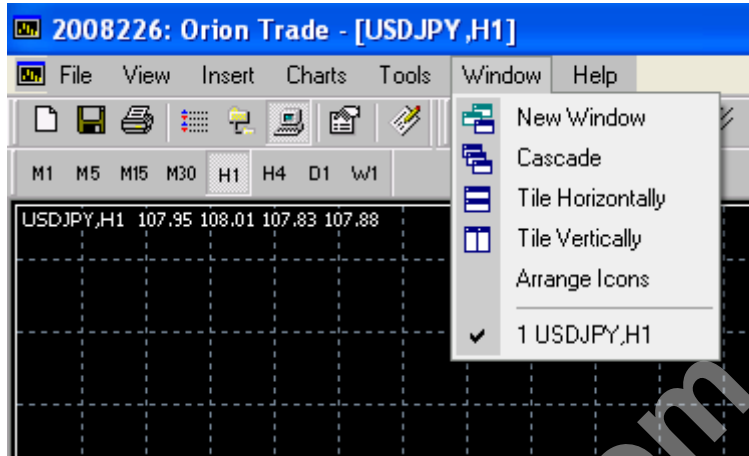 2008226: Orion Trade - [USDJPY,H1]
File View Insert Charts Tools Window Help
New Window
Cascade
Tile Horizontally
Tile Vertically
Arrange Icons
1 USDJPY,H1
M1 M5 M15 M30 H1 H4 D1 W1
USDJPY,H1 107.95 108.01 107.83 107.88
om